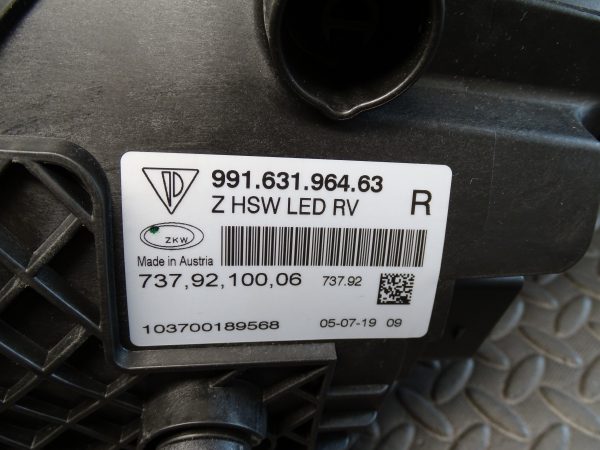 991.631.964.63
Z HSW LED RV R
ZKW
Made in Austria
737,92,100,06 737.92
103700189568 05-07-19 09